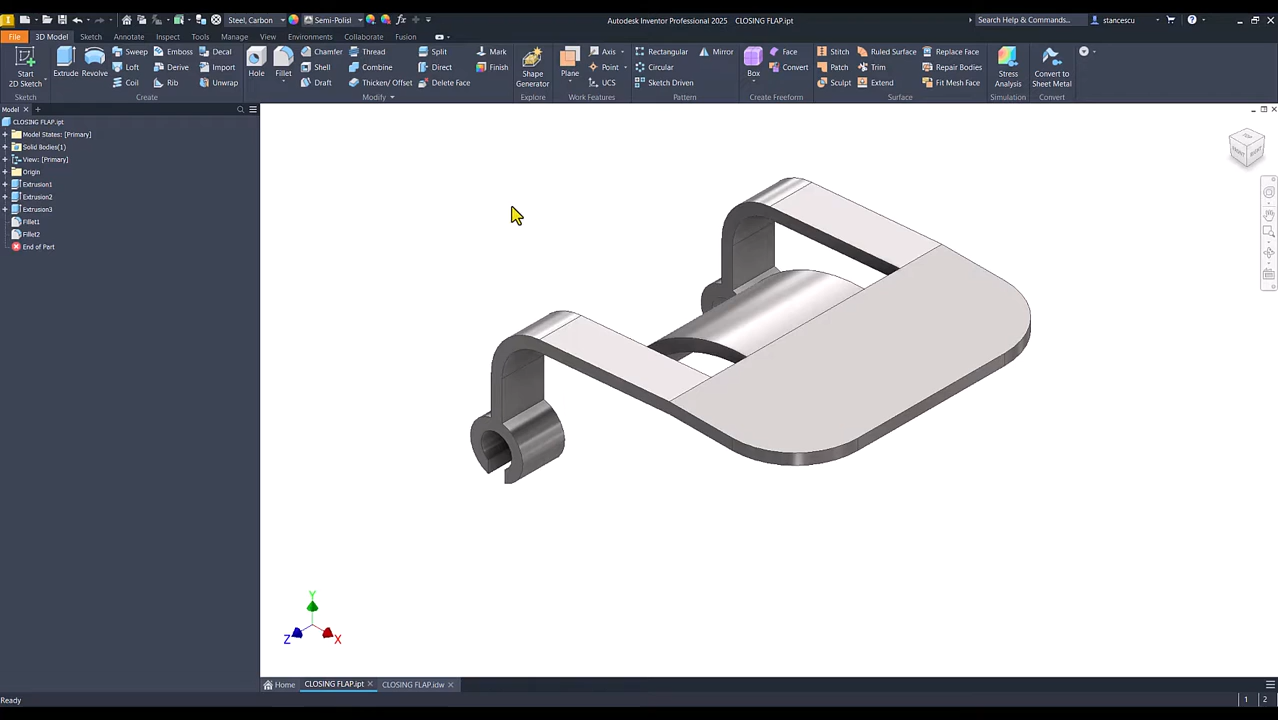 Steel, Carbon
Semi-Polisl
Autodesk Inventor Professional 2025 CLOSING FLAP.ipt
Search Help & Commands...
stancescu
File
3D Model
Sketch
Annotate
Inspect
Tools
Manage
View
Environments
Collaborate
Fusion
Start
2D Sketch
Sketch
Extrude
Revolve
Sweep
Loft
Coil
Emboss
Derive
Rib
Decal
Import
Unwrap
Create
Hole
Fillet
Chamfer
Shell
Draft
Thread
Combine
Thicken/ Offset
Split
Direct
Delete Face
Mark
Finish
Modify
Shape
Generator
Explore
Plane
Axis
Point
UCS
Work Features
Rectangular
Circular
Sketch Driven
Mirror
Pattern
Box
Face
Convert
Create Freeform
Stitch
Patch
Sculpt
Ruled Surface
Trim
Extend
Replace Face
Repair Bodies
Fit Mesh Face
Surface
Stress
Analysis
Simulation
Convert to
Sheet Metal
Convert
Model
CLOSING FLAP.ipt
Model States: [Primary]
Solid Bodies(1)
View: [Primary]
Origin
Extrusion1
Extrusion2
Extrusion3
Fillet1
Fillet2
End of Part
TOP
FRONT
RIGHT
Y
Z
X
Home
CLOSING FLAP.ipt
CLOSING FLAP.idw
Ready
1
2